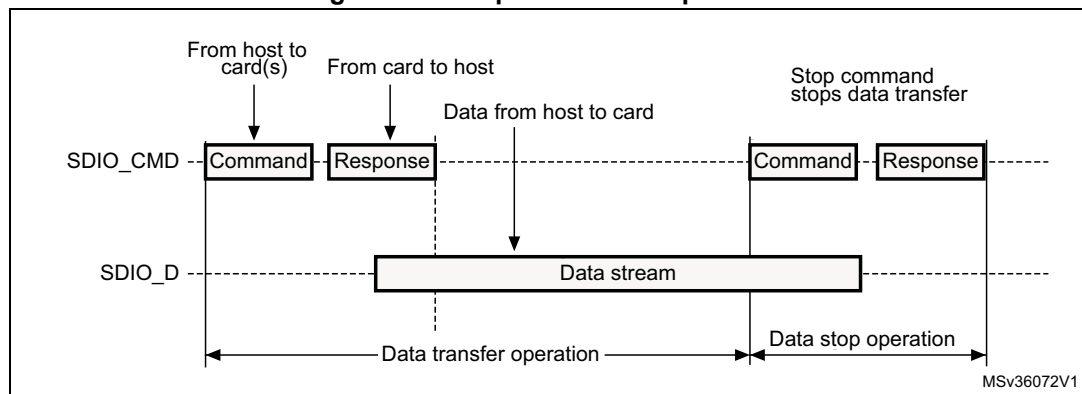 From host to
card(s)
From card to host
Data from host to card
Stop command
stops data transfer
SDIO_CMD
Command
Response
Command
Response
SDIO_D
Data stream
Data transfer operation
Data stop operation
MSv36072V1